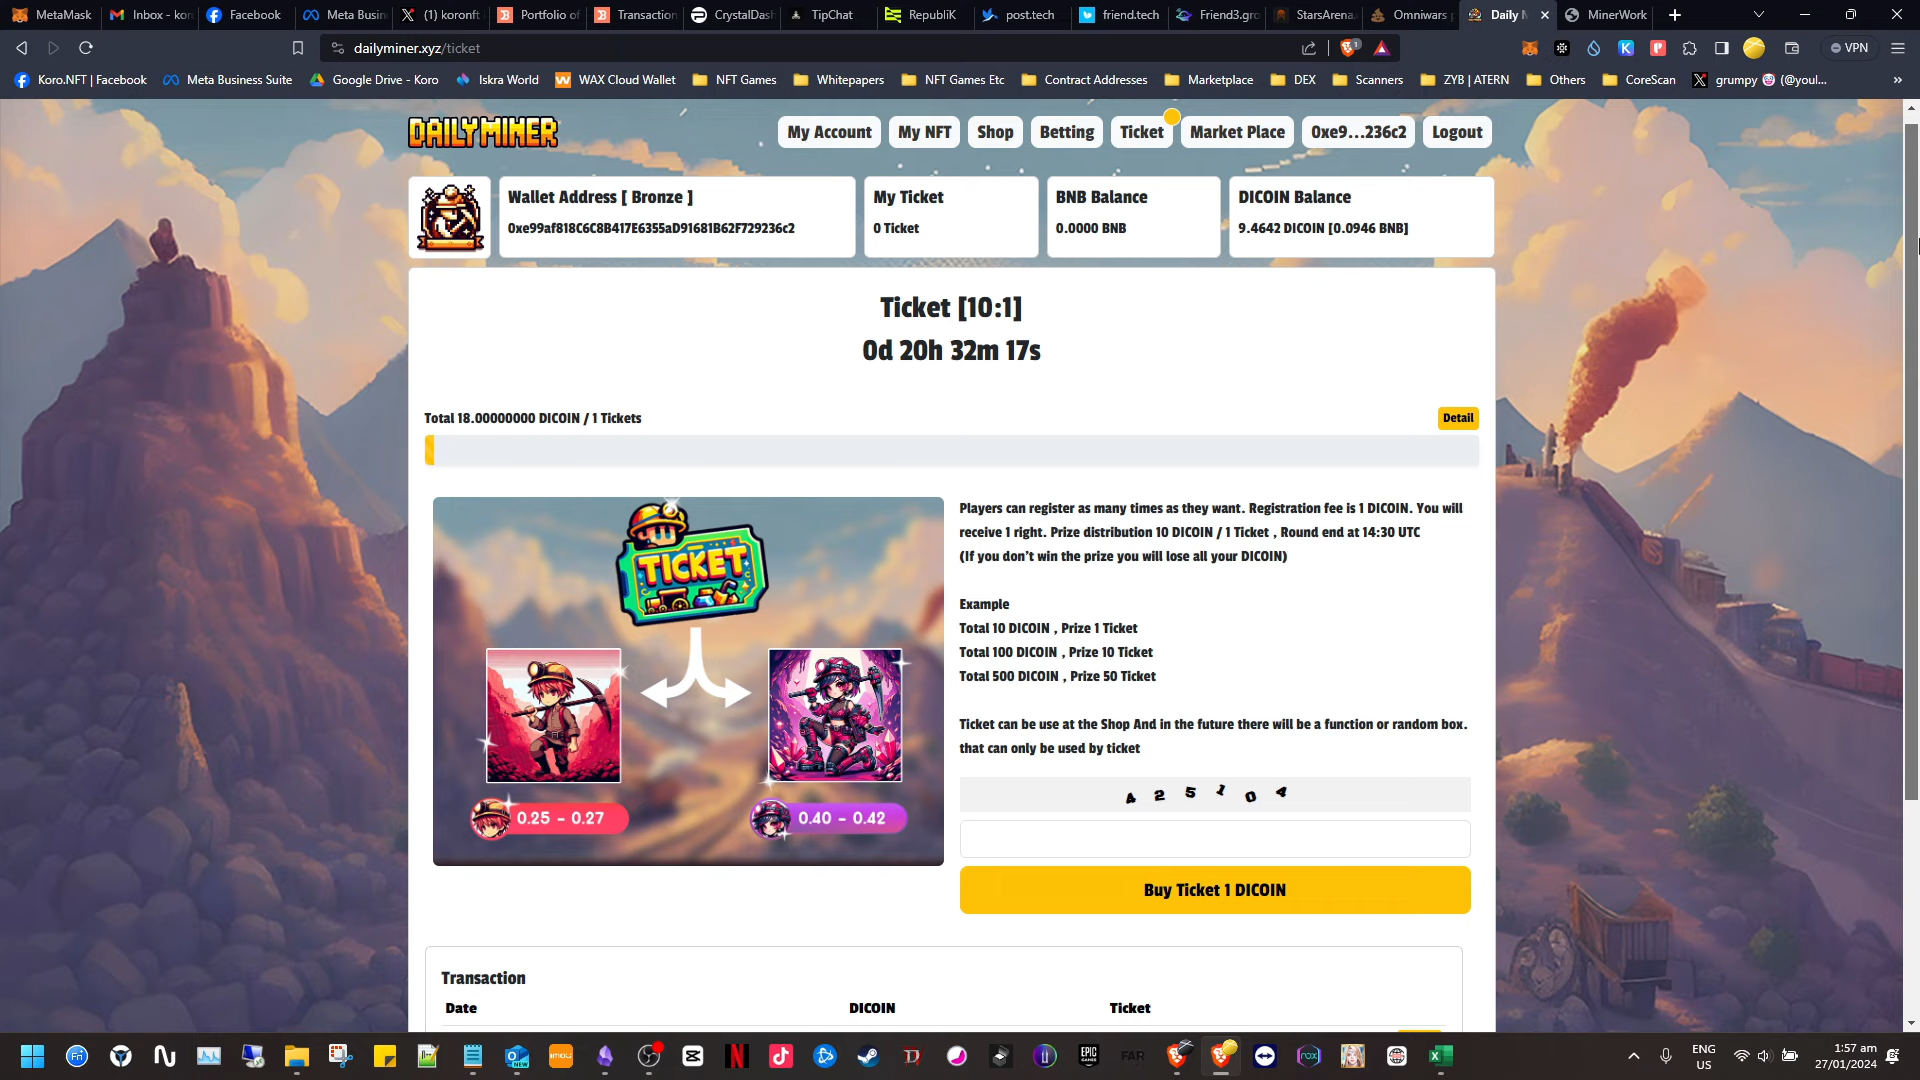 MetaMask
Inbox - kor
Facebook
Meta Busin
(1) koronft
Portfolio of
Transaction
CrystalDash
TipChat
RepubliK
post.tech
friend.tech
Friend3.gro
StarsArena.
Omniwars
Daily M
MinerWork
dailyminer.xyz/ticket
VPN
Koro.NFT | Facebook
Meta Business Suite
Google Drive - Koro
Iskra World
WAX Cloud Wallet
NFT Games
Whitepapers
NFT Games Etc
Contract Addresses
Marketplace
DEX
Scanners
ZYB | ATERN
Others
CoreScan
grumpy 🤡 (@youl...
DAILYMINER
My Account
My NFT
Shop
Betting
Ticket
Market Place
0xe9...236c2
Logout
Wallet Address [ Bronze ]
0xe99af818C6C8B417E6355aD91681B62F729236c2
My Ticket
0 Ticket
BNB Balance
0.0000 BNB
DICOIN Balance
9.4642 DICOIN [0.0946 BNB]
Ticket [10:1]
0d 20h 32m 17s
Total 18.00000000 DICOIN / 1 Tickets
Detail
TICKET
0.25 - 0.27
0.40 - 0.42
Players can register as many times as they want. Registration fee is 1 DICOIN. You will
receive 1 right. Prize distribution 10 DICOIN / 1 Ticket , Round end at 14:30 UTC
(If you don't win the prize you will lose all your DICOIN)
Example
Total 10 DICOIN , Prize 1 Ticket
Total 100 DICOIN , Prize 10 Ticket
Total 500 DICOIN , Prize 50 Ticket
Ticket can be use at the Shop And in the future there will be a function or random box.
that can only be used by ticket
4 2 5 1 0 4
Buy Ticket 1 DICOIN
Transaction
Date
DICOIN
Ticket
EPIC
GAMES
FAR
ENG
US
1:57 am
27/01/2024